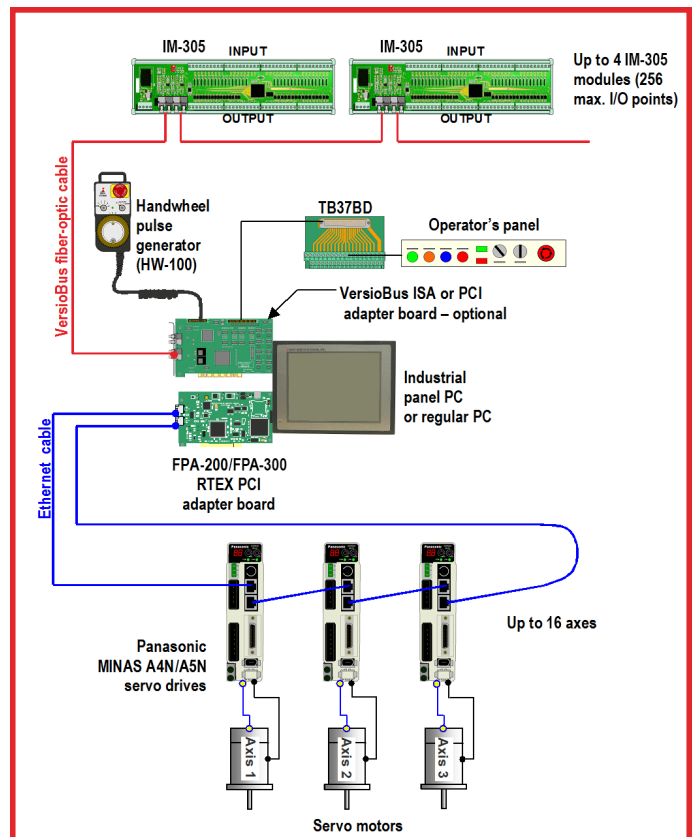 IM-305
INPUT
OUTPUT
IM-305
INPUT
OUTPUT
Up to 4 IM-305
modules (256
max. I/O points)
VersioBus fiber-optic cable
Handwheel
pulse
generator
(HW-100)
TB37BD
Operator's panel
VersioBus ISA or PCI
adapter board – optional
Industrial
panel PC
or regular PC
Ethernet cable
FPA-200/FPA-300
RTEX PCI
adapter board
Panasonic
Panasonic
Panasonic
Up to 16 axes
Panasonic
MINAS A4N/A5N
servo drives
Axis 1
Axis 2
Axis 3
Servo motors